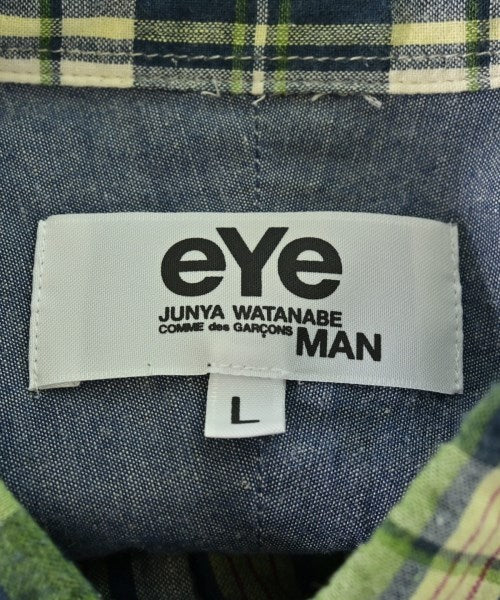 eYe
JUNYA WATANABE
COMME des GARÇONS MAN
L